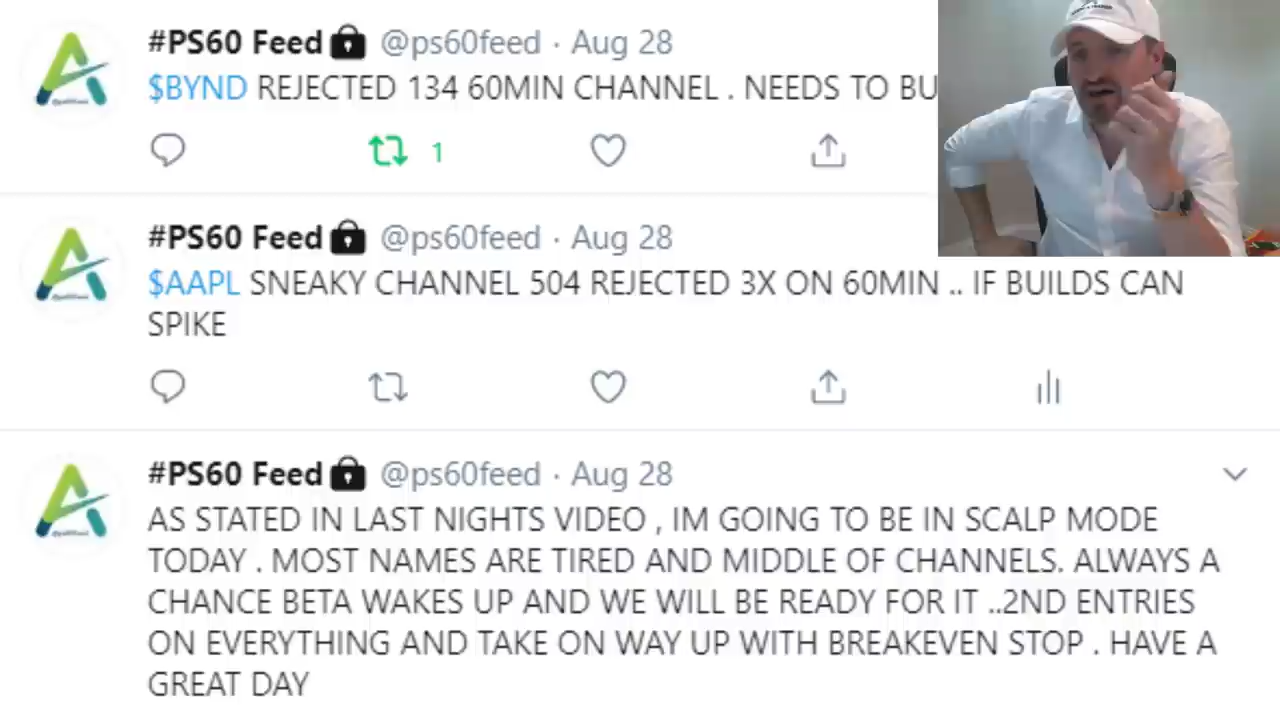 #PS60 Feed @ps60feed · Aug 28
$BYND REJECTED 134 60MIN CHANNEL . NEEDS TO
1
#PS60 Feed @ps60feed · Aug 28
$AAPL SNEAKY CHANNEL 504 REJECTED 3X ON 60MIN .. IF BUILDS CAN
SPIKE
#PS60 Feed @ps60feed · Aug 28
AS STATED IN LAST NIGHTS VIDEO , IM GOING TO BE IN SCALP MODE
TODAY . MOST NAMES ARE TIRED AND MIDDLE OF CHANNELS. ALWAYS A
CHANCE BETA WAKES UP AND WE WILL BE READY FOR IT ..2ND ENTRIES
ON EVERYTHING AND TAKE ON WAY UP WITH BREAKEVEN STOP . HAVE A
GREAT DAY